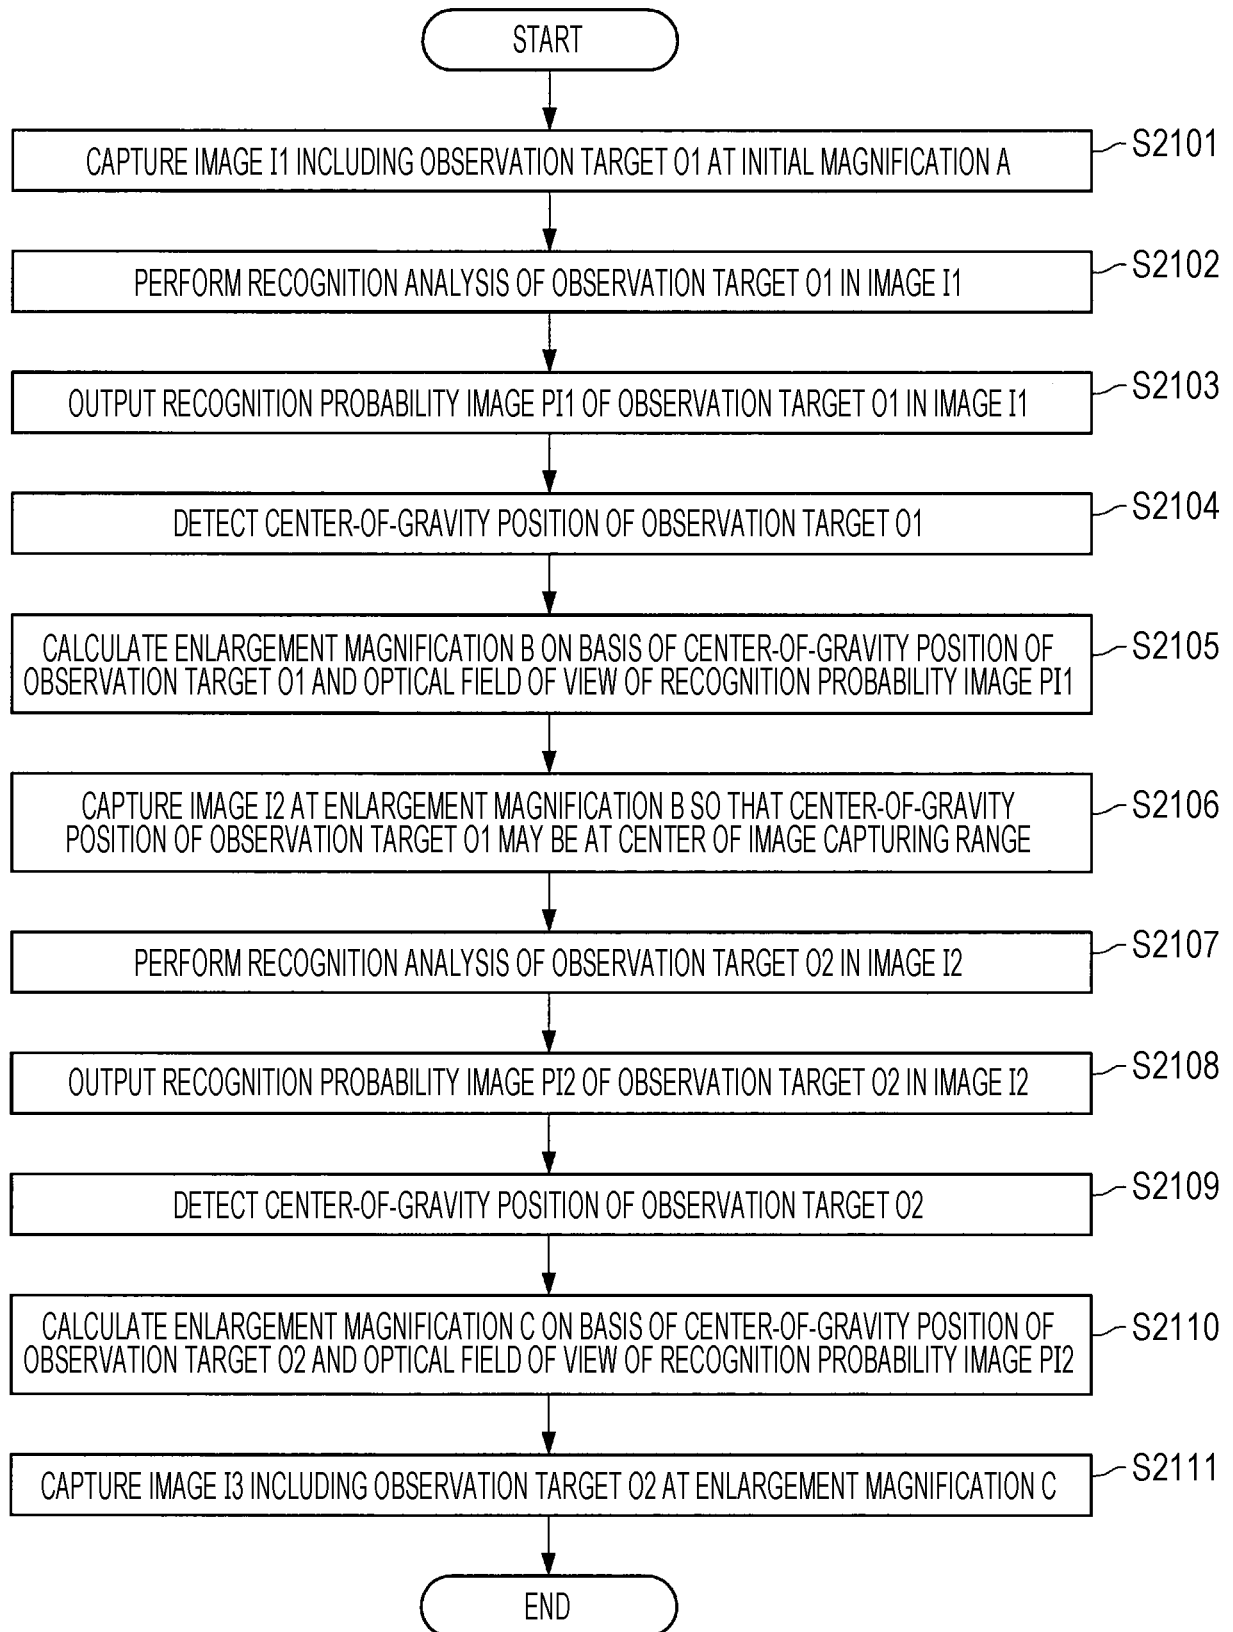 START
CAPTURE IMAGE I1 INCLUDING OBSERVATION TARGET O1 AT INITIAL MAGNIFICATION A
S2101
PERFORM RECOGNITION ANALYSIS OF OBSERVATION TARGET O1 IN IMAGE I1
S2102
OUTPUT RECOGNITION PROBABILITY IMAGE PI1 OF OBSERVATION TARGET O1 IN IMAGE I1
S2103
DETECT CENTER-OF-GRAVITY POSITION OF OBSERVATION TARGET O1
S2104
CALCULATE ENLARGEMENT MAGNIFICATION B ON BASIS OF CENTER-OF-GRAVITY POSITION OF
OBSERVATION TARGET O1 AND OPTICAL FIELD OF VIEW OF RECOGNITION PROBABILITY IMAGE PI1
S2105
CAPTURE IMAGE I2 AT ENLARGEMENT MAGNIFICATION B SO THAT CENTER-OF-GRAVITY
POSITION OF OBSERVATION TARGET O1 MAY BE AT CENTER OF IMAGE CAPTURING RANGE
S2106
PERFORM RECOGNITION ANALYSIS OF OBSERVATION TARGET O2 IN IMAGE I2
S2107
OUTPUT RECOGNITION PROBABILITY IMAGE PI2 OF OBSERVATION TARGET O2 IN IMAGE I2
S2108
DETECT CENTER-OF-GRAVITY POSITION OF OBSERVATION TARGET O2
S2109
CALCULATE ENLARGEMENT MAGNIFICATION C ON BASIS OF CENTER-OF-GRAVITY POSITION OF
OBSERVATION TARGET O2 AND OPTICAL FIELD OF VIEW OF RECOGNITION PROBABILITY IMAGE PI2
S2110
CAPTURE IMAGE I3 INCLUDING OBSERVATION TARGET O2 AT ENLARGEMENT MAGNIFICATION C
S2111
END